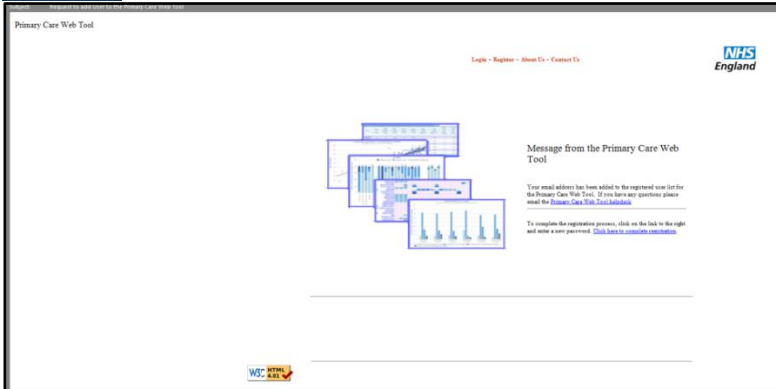 Subject: Request to add User to the Primary Care Web Tool
Primary Care Web Tool
Login - Register - About Us - Contact Us
NHS
England
Message from the Primary Care Web
Tool
Your email address has been added to the registered user list for
the Primary Care Web Tool. If you have any questions please
email the Primary Care Web Tool helpdesk
To complete the registration process, click on the link to the right
and enter a new password. Click here to complete registration
W3C HTML
4.01